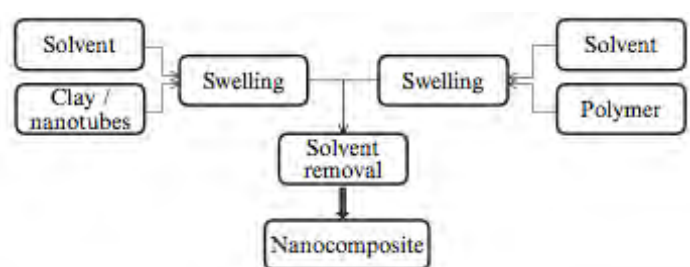 Solvent
Clay /
nanotubes
Swelling
Swelling
Solvent
Polymer
Solvent
removal
Nanocomposite